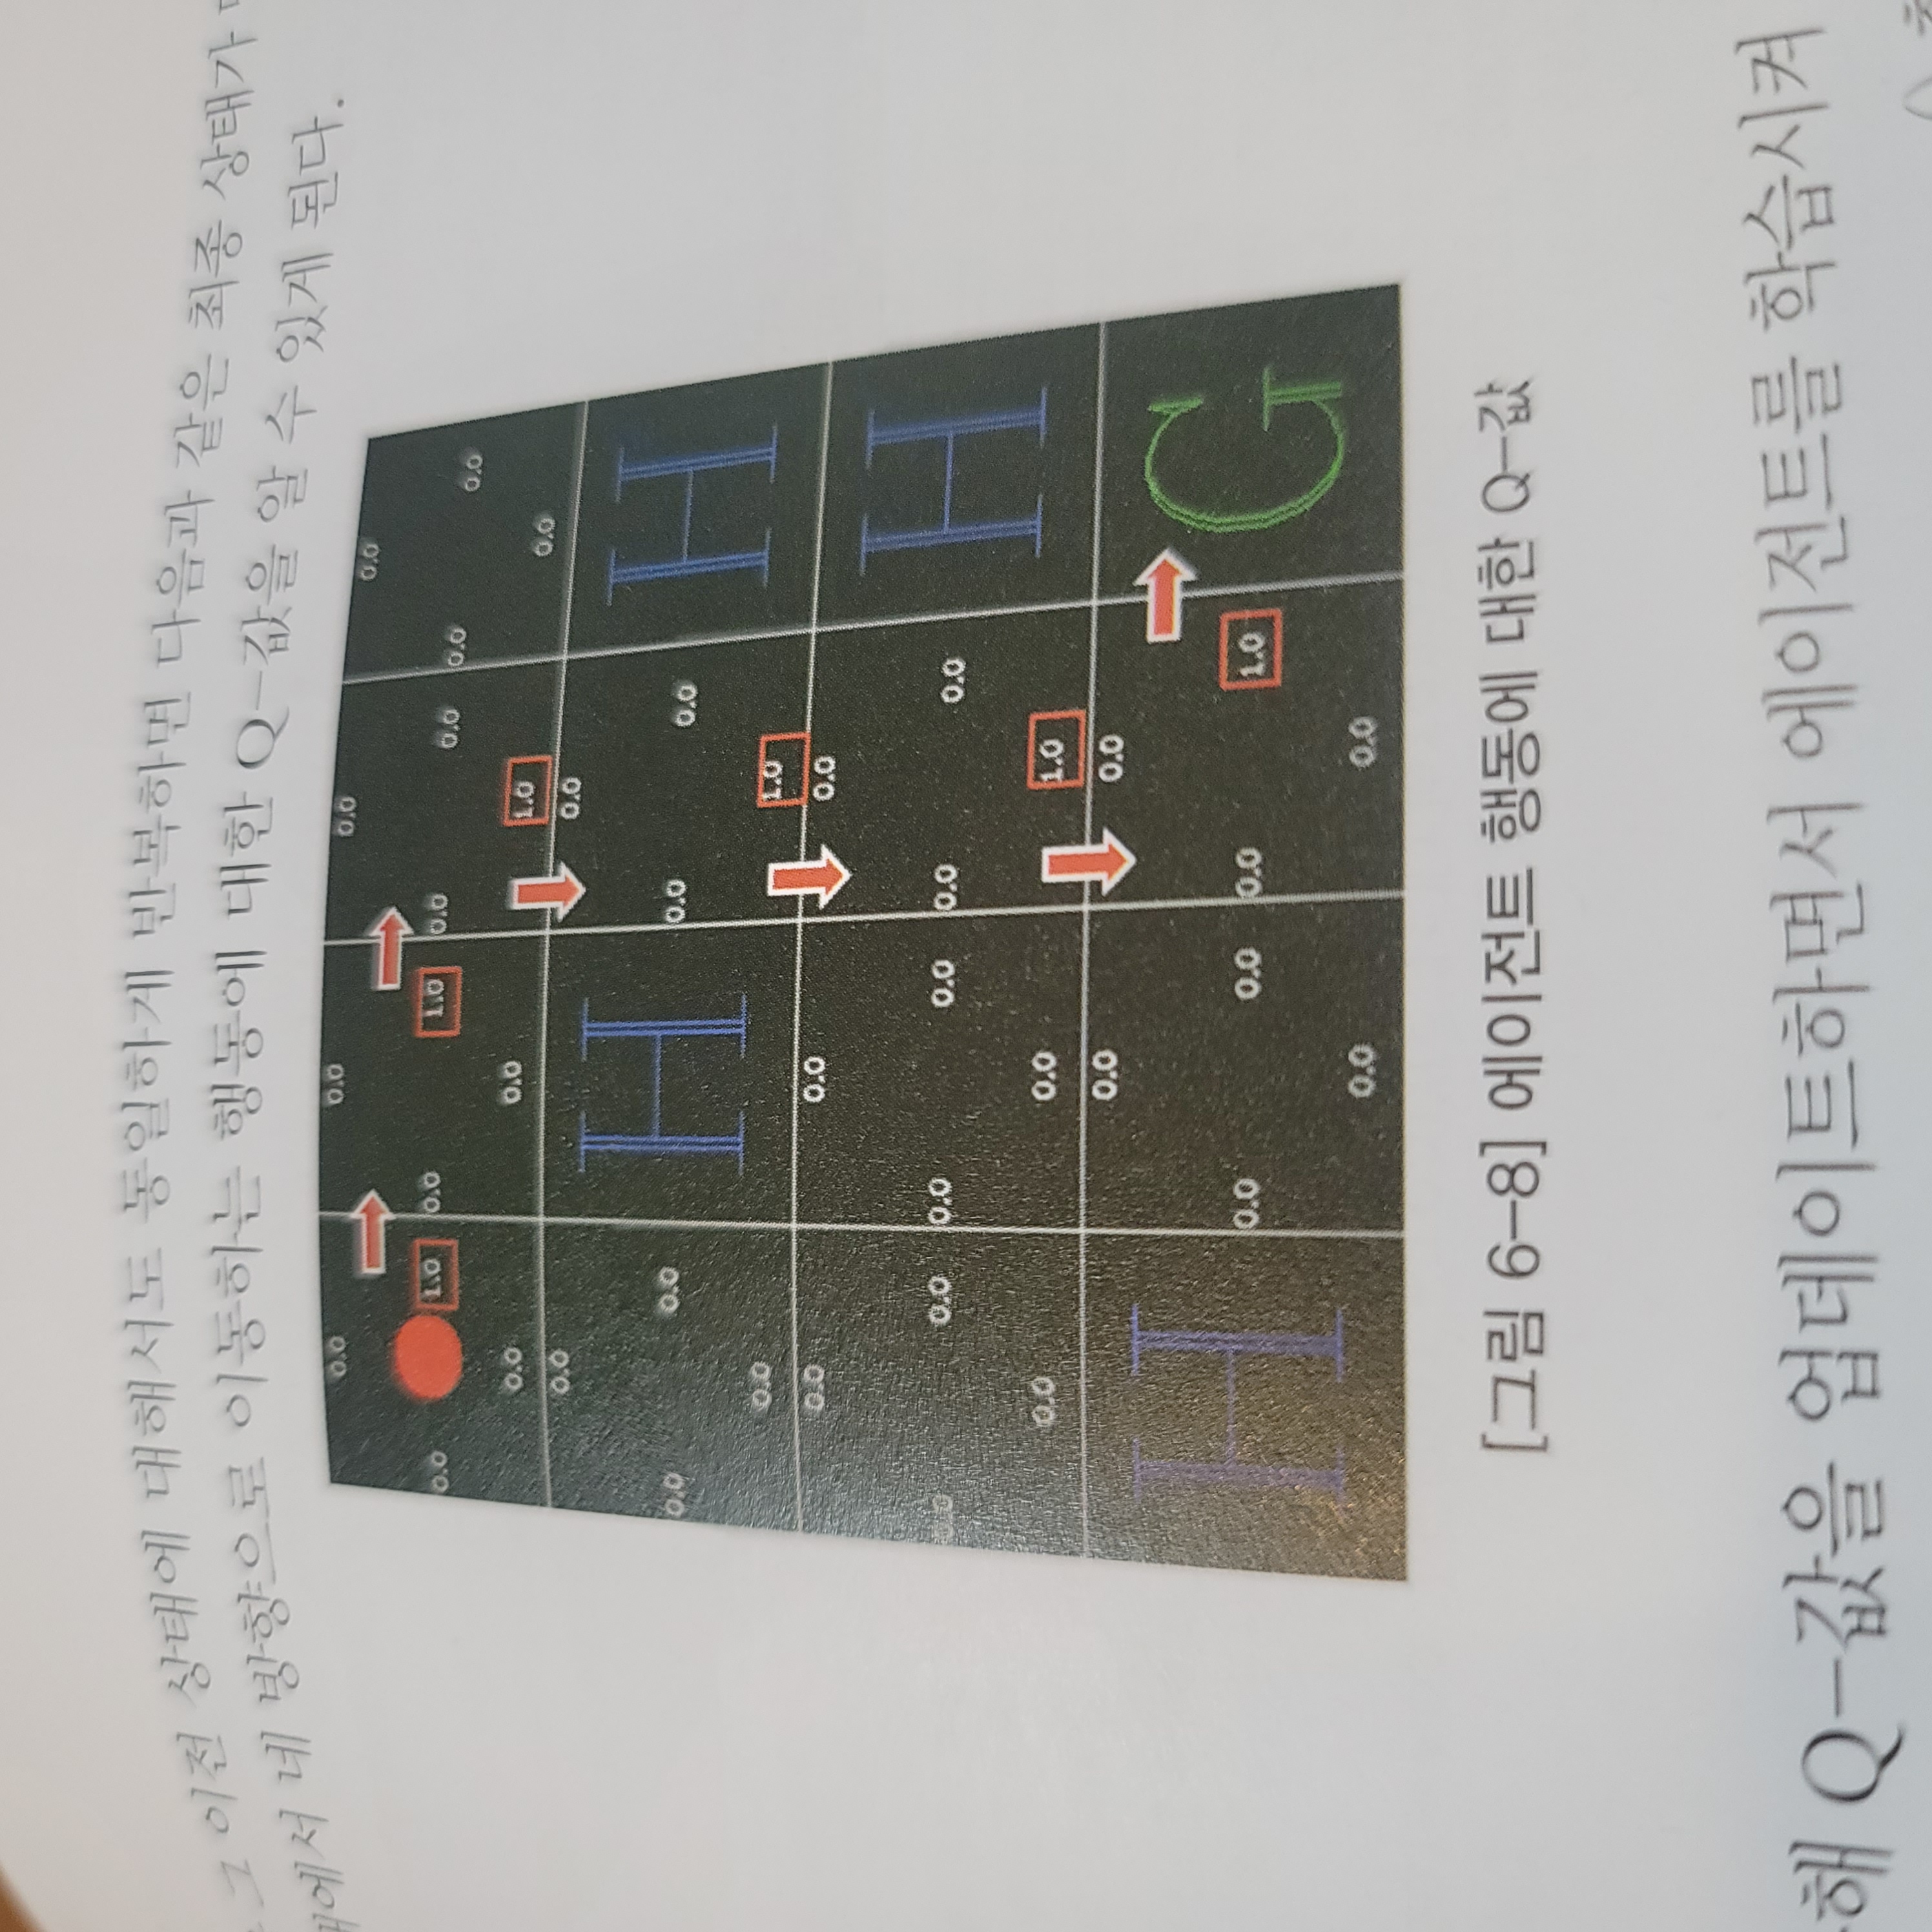 그 이전 상태에 대해서도 동일하게 반복하면 다음과 같은 최종 상태가
에서 네 방향으로 이동하는 행동에 대한 Q-값을 알 수 있게 된다.
0.0 0.0 0.0 0.0
0.0 1.0 0.0 1.0 0.0 0.0 0.0 0.0
0.0 0.0 1.0 0.0
0.0 0.0
0.0 0.0 H 0.0 0.0 H
0.0 1.0
0.0 0.0 0.0
0.0 0.0 0.0 0.0 0.0 0.0 H
0.0 0.0 1.0
0.0 0.0
H 0.0 0.0 0.0 1.0 G
0.0 0.0
[그림 6-8] 에이전트 행동에 대한 Q-값
해 Q-값을 업데이트하면서 에이전트를 학습시켜